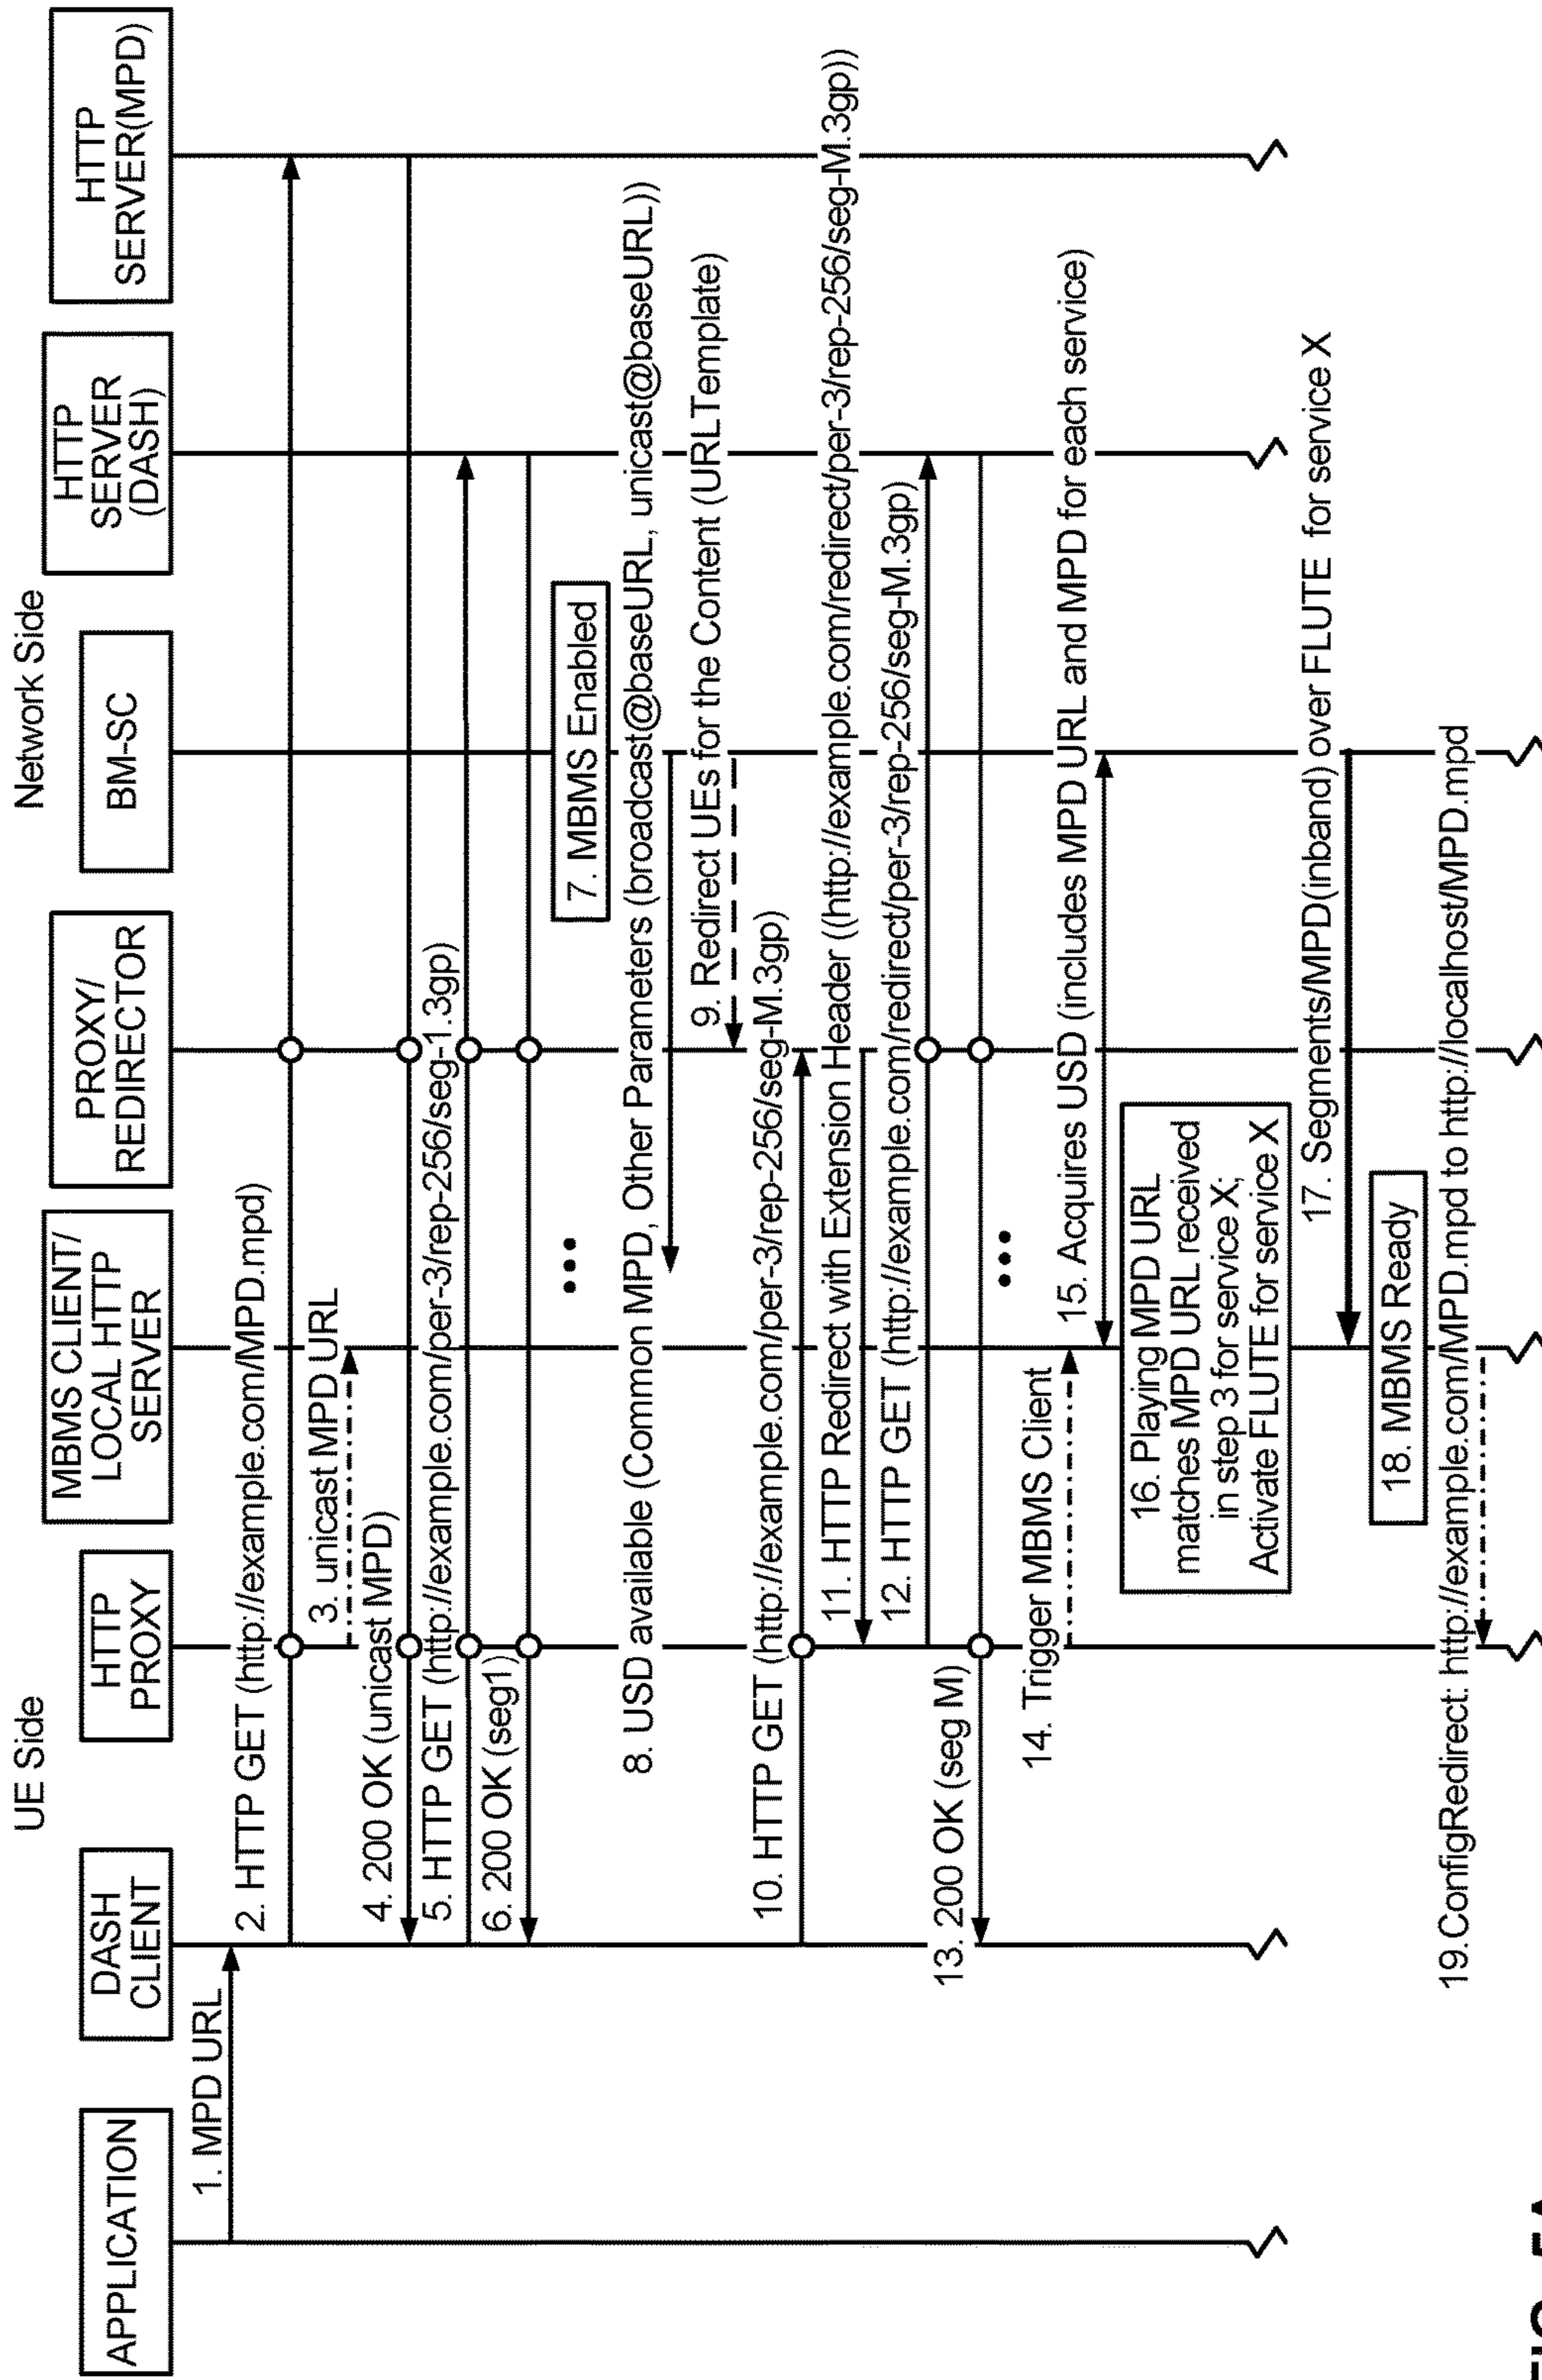 UE Side
Network Side
APPLICATION
DASH
CLIENT
HTTP
PROXY
MBMS CLIENT/
LOCAL HTTP
SERVER
PROXY/
REDIRECTOR
BM-SC
HTTP
SERVER
(DASH)
HTTP
SERVER(MPD)
1. MPD URL
2. HTTP GET (http://example.com/MPD.mpd)
3. unicast MPD URL
4. 200 OK (unicast MPD)
5. HTTP GET (http://example.com/per-3/rep-256/seg-1.3gp)
6. 200 OK (seg1)
7. MBMS Enabled
8. USD available (Common MPD, Other Parameters (broadcast@baseURL, unicast@baseURL))
9. Redirect UEs for the Content (URLTemplate)
10. HTTP GET (http://example.com/per-3/rep-256/seg-M.3gp)
11. HTTP Redirect with Extension Header ((http://example.com/redirect/per-3/rep-256/seg-M.3gp))
12. HTTP GET (http://example.com/redirect/per-3/rep-256/seg-M.3gp)
13. 200 OK (seg M)
14. Trigger MBMS Client
15. Acquires USD (includes MPD URL and MPD for each service)
16. Playing MPD URL
matches MPD URL received
in step 3 for service X;
Activate FLUTE for service X
17. Segments/MPD(inband) over FLUTE for service X
18. MBMS Ready
19.ConfigRedirect: http://example.com/MPD.mpd to http://localhost/MPD.mpd
FIG. 5A